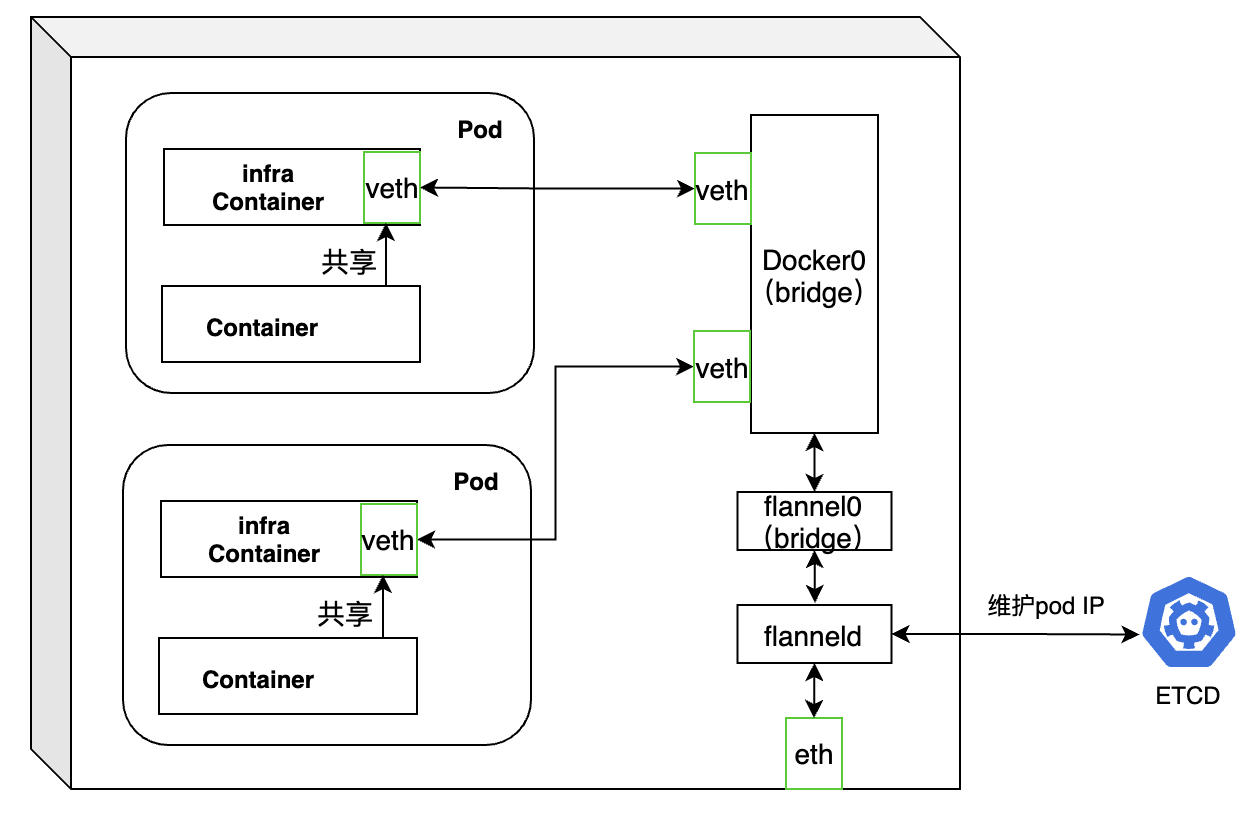 Pod
infra
Container
veth
共享
Container
veth
veth
Docker0
（bridge）
Pod
infra
Container
veth
共享
Container
flannel0
（bridge）
flanneld
维护pod IP
ETCD
eth